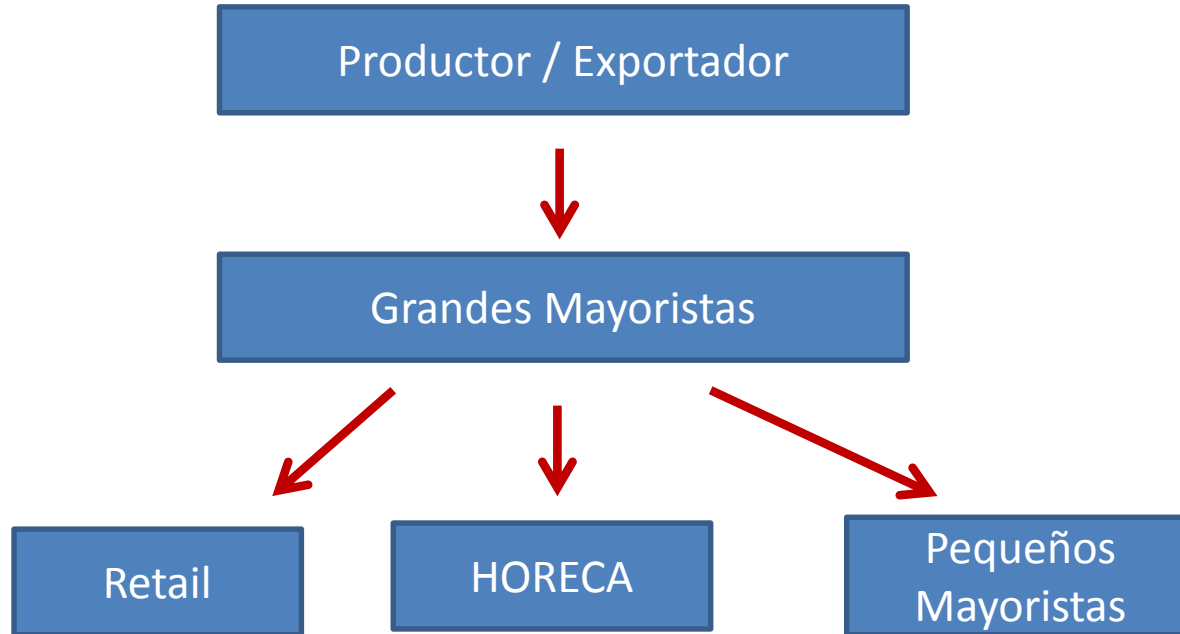 Productor / Exportador
Grandes Mayoristas
Retail
HORECA
Pequeños
Mayoristas